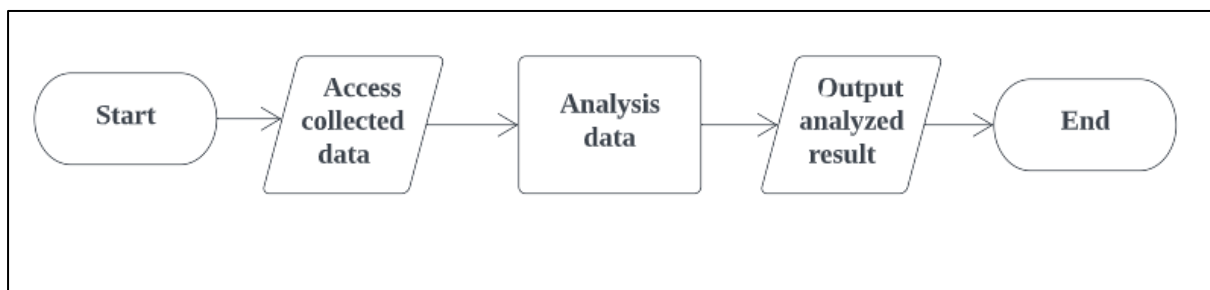 Start
Access
collected
data
Analysis
data
Output
analyzed
result
End